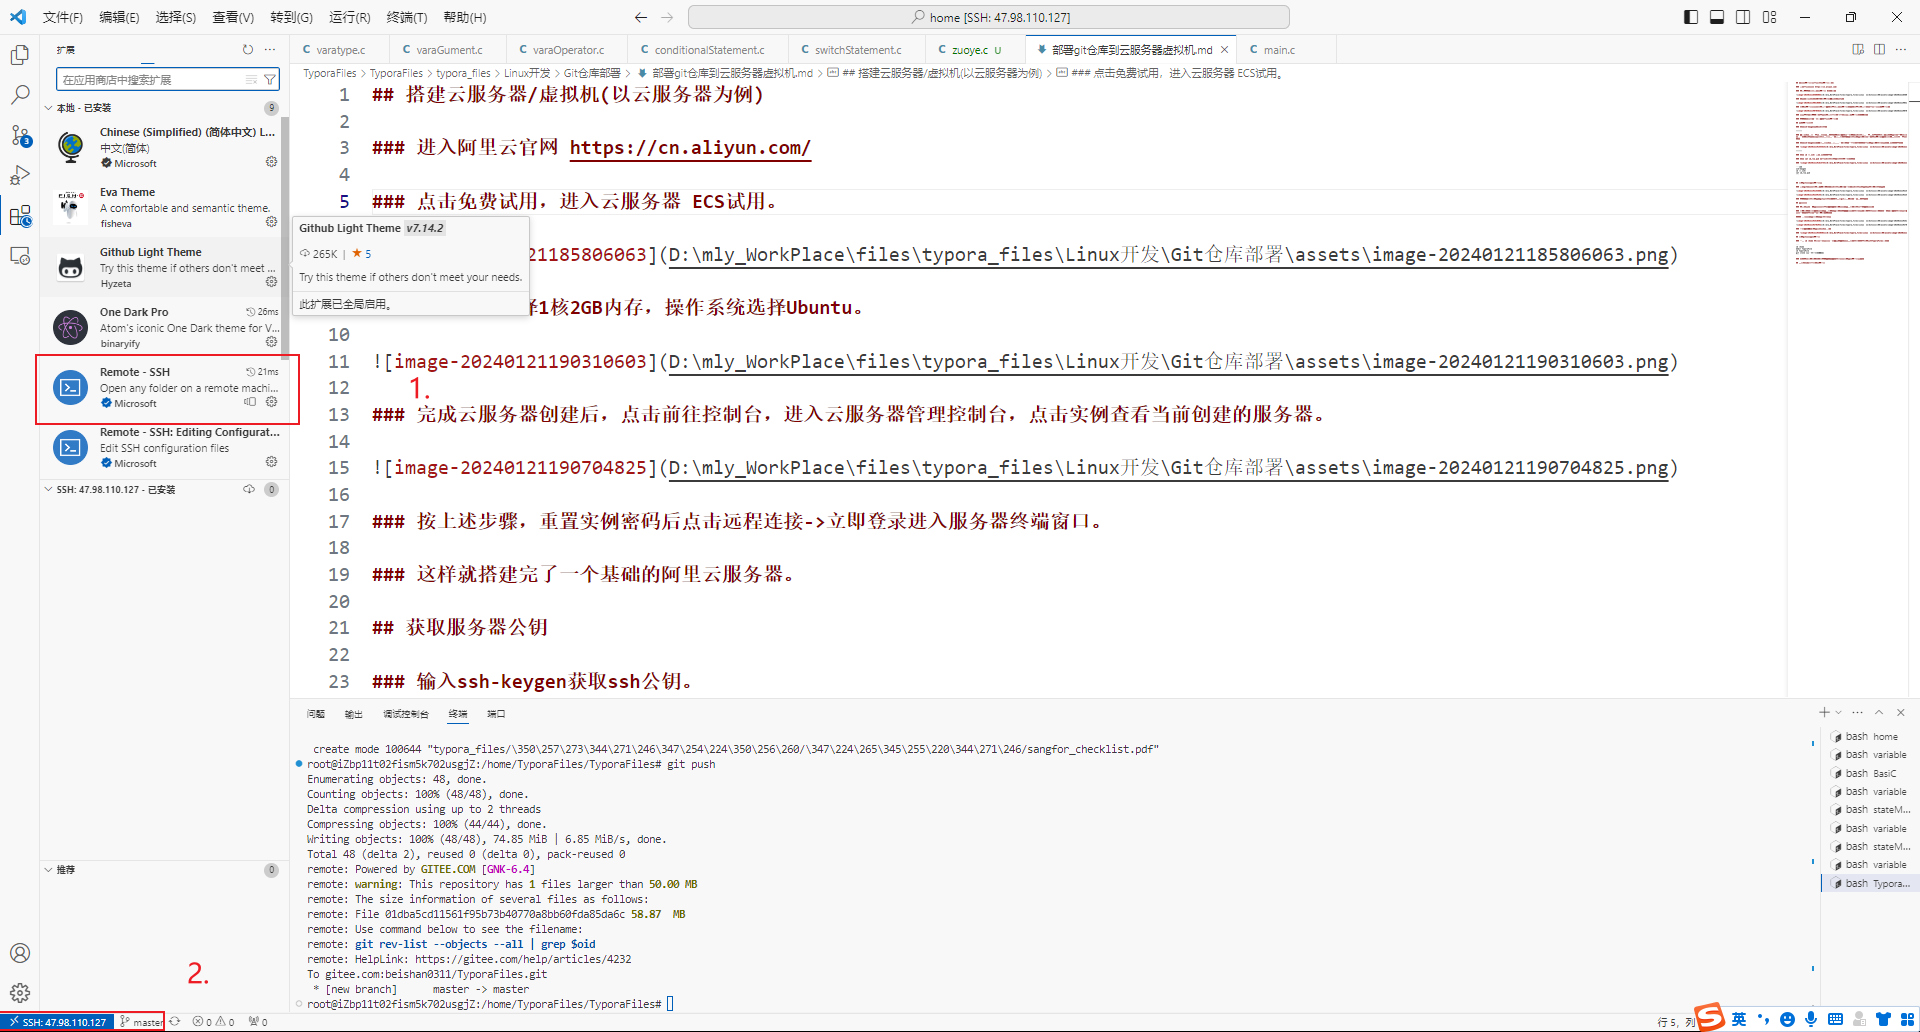 文件(F) 编辑(E) 选择(S) 查看(V) 转到(G) 运行(R) 终端(T) 帮助(H)
home [SSH: 47.98.110.127]
扩展
在应用商店中搜索扩展
本地 - 已安装 9
Chinese (Simplified) (简体中文) L...
中文(简体)
Microsoft
Eva Theme
A comfortable and semantic theme.
fisheva
Github Light Theme
Try this theme if others don't meet ...
Hyzeta
One Dark Pro 26ms
Atom's iconic One Dark theme for V...
binaryify
Remote - SSH 21ms
Open any folder on a remote machi...
Microsoft
Remote - SSH: Editing Configurat...
Edit SSH configuration files
Microsoft
SSH: 47.98.110.127 - 已安装 0
推荐 0
1.
2.
varatype.c varaGument.c varaOperator.c conditionalStatement.c switchStatement.c zuoye.c U 部署git仓库到云服务器虚拟机.md main.c
TyporaFiles > TyporaFiles > typora_files > Linux开发 > Git仓库部署 > 部署git仓库到云服务器虚拟机.md > ## 搭建云服务器/虚拟机(以云服务器为例) > ### 点击免费试用，进入云服务器 ECS试用。
1 ## 搭建云服务器/虚拟机(以云服务器为例)
2
3 ### 进入阿里云官网 https://cn.aliyun.com/
4
5 ### 点击免费试用，进入云服务器 ECS试用。
Github Light Theme v7.14.2
265K | 5
Try this theme if others don't meet your needs.
此扩展已全局启用。
21185806063](D:\mly_WorkPlace\files\typora_files\Linux开发\Git仓库部署\assets\image-20240121185806063.png)
1核2GB内存，操作系统选择Ubuntu。
10
11 ![image-20240121190310603](D:\mly_WorkPlace\files\typora_files\Linux开发\Git仓库部署\assets\image-20240121190310603.png)
12
13 ### 完成云服务器创建后，点击前往控制台，进入云服务器管理控制台，点击实例查看当前创建的服务器。
14
15 ![image-20240121190704825](D:\mly_WorkPlace\files\typora_files\Linux开发\Git仓库部署\assets\image-20240121190704825.png)
16
17 ### 按上述步骤，重置实例密码后点击远程连接->立即登录进入服务器终端窗口。
18
19 ### 这样就搭建完了一个基础的阿里云服务器。
20
21 ## 获取服务器公钥
22
23 ### 输入ssh-keygen获取ssh公钥。
问题 输出 调试控制台 终端 端口
create mode 100644 "typora_files/\350\257\273\344\271\246\347\254\224\350\256\260/\347\224\265\345\255\220\344\271\246/sangfor_checklist.pdf"
root@iZbp11t02fism5k702usgjZ:/home/TyporaFiles/TyporaFiles# git push
Enumerating objects: 48, done.
Counting objects: 100% (48/48), done.
Delta compression using up to 2 threads
Compressing objects: 100% (44/44), done.
Writing objects: 100% (48/48), 74.85 MiB | 6.85 MiB/s, done.
Total 48 (delta 2), reused 0 (delta 0), pack-reused 0
remote: Powered by GITEE.COM [GNK-6.4]
remote: warning: This repository has 1 files larger than 50.00 MB
remote: The size information of several files as follows:
remote: File 01dba5cd11561f95b73b40770a8bb60fda85da6c 58.87 MB
remote: Use command below to see the filename:
remote: git rev-list --objects --all | grep $oid
remote: HelpLink: https://gitee.com/help/articles/4232
To gitee.com:beishan0311/TyporaFiles.git
* [new branch] master -> master
root@iZbp11t02fism5k702usgjZ:/home/TyporaFiles/TyporaFiles#
bash home
bash variable
bash BasiC
bash variable
bash stateM...
bash variable
bash stateM...
bash variable
bash Typora...
SSH: 47.98.110.127 master 0 0 0
行 5，列
英